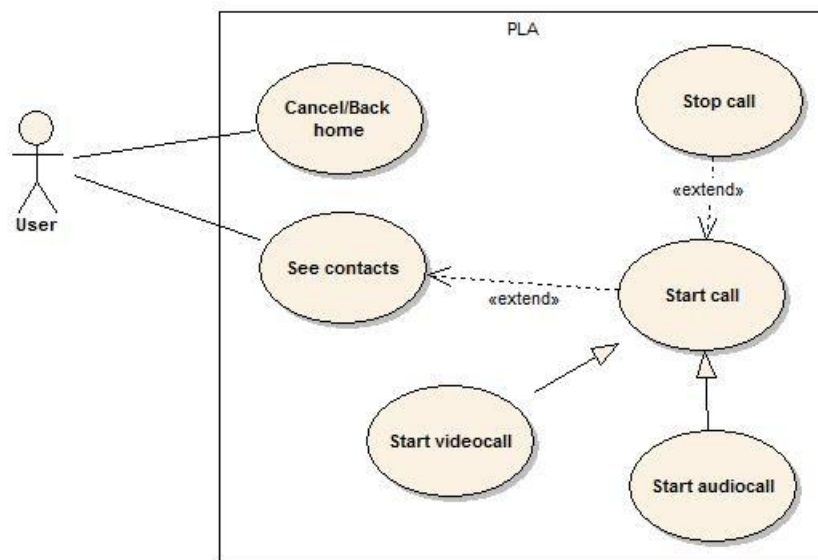 PLA
Cancel/Back
home
Stop call
«extend»
User
See contacts
Start call
«extend»
Start videocall
Start audiocall